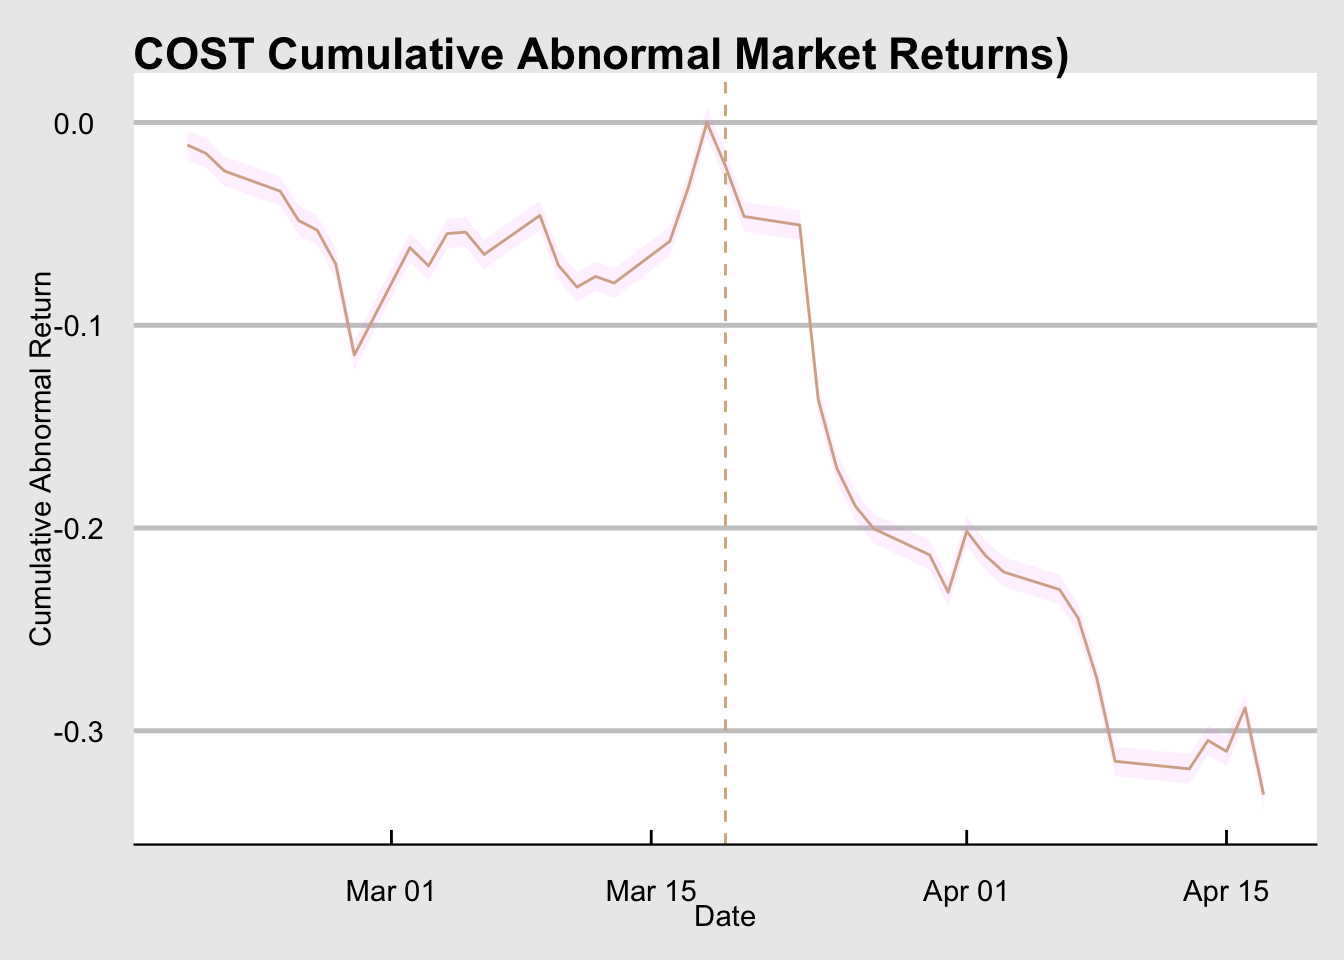 COST Cumulative Abnormal Market Returns)
Cumulative Abnormal Return
0.0
-0.1
-0.2
-0.3
Mar 01
Mar 15
Apr 01
Apr 15
Date